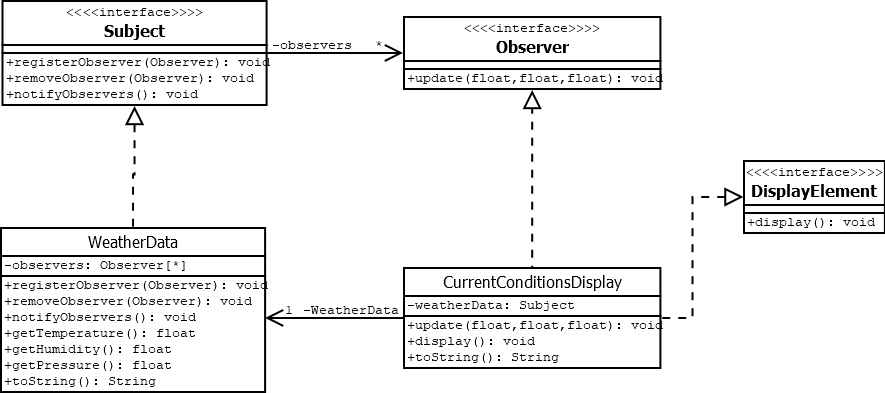 <<<<interface>>>>
Subject
+registerObserver(Observer): void
+removeObserver(Observer): void
+notifyObservers(): void
-observers *
<<<<interface>>>>
Observer
+update(float,float,float): void
<<<<interface>>>>
DisplayElement
+display(): void
WeatherData
-observers: Observer[*]
+registerObserver(Observer): void
+removeObserver(Observer): void
+notifyObservers(): void
+getTemperature(): float
+getHumidity(): float
+getPressure(): float
+toString(): String
1 -WeatherData
CurrentConditionsDisplay
-weatherData: Subject
+update(float,float,float): void
+display(): void
+toString(): String